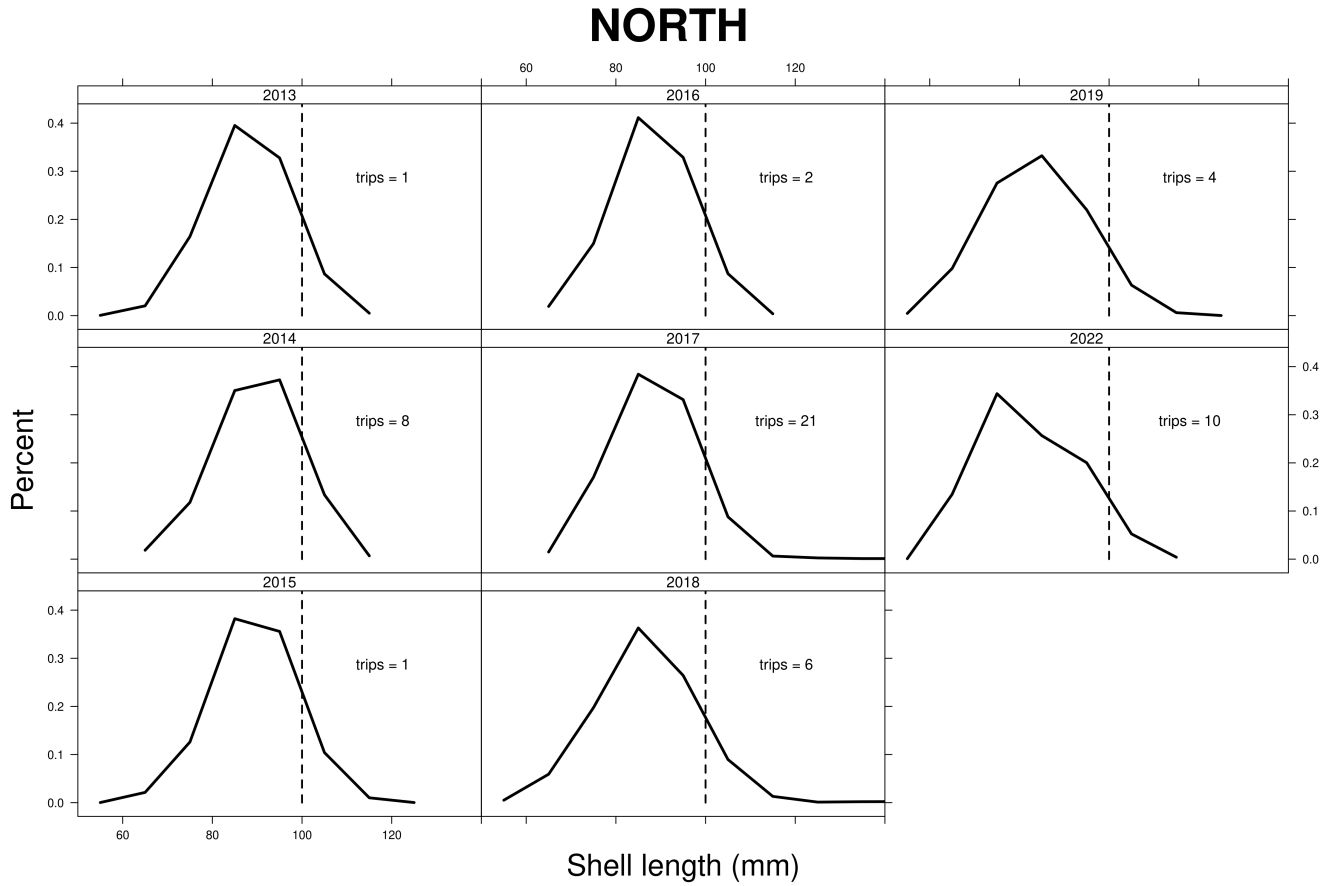 NORTH
60 80 100 120
2013 2016 2019
0.4
0.3
0.2
0.1
0.0
trips = 1 trips = 2 trips = 4
2014 2017 2022
trips = 8 trips = 21 trips = 10
0.4
0.3
0.2
0.1
0.0
Percent
2015 2018
0.4
0.3
0.2
0.1
0.0
trips = 1 trips = 6
60 80 100 120
Shell length (mm)